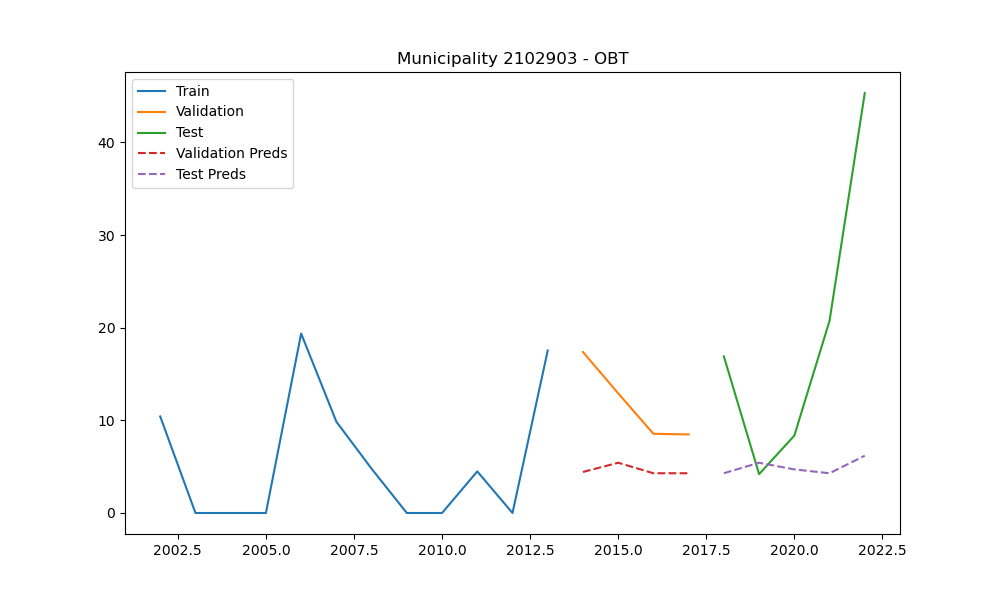 Municipality 2102903 - OBT
Train
Validation
Test
Validation Preds
Test Preds
40
30
20
10
0
2002.5 2005.0 2007.5 2010.0 2012.5 2015.0 2017.5 2020.0 2022.5